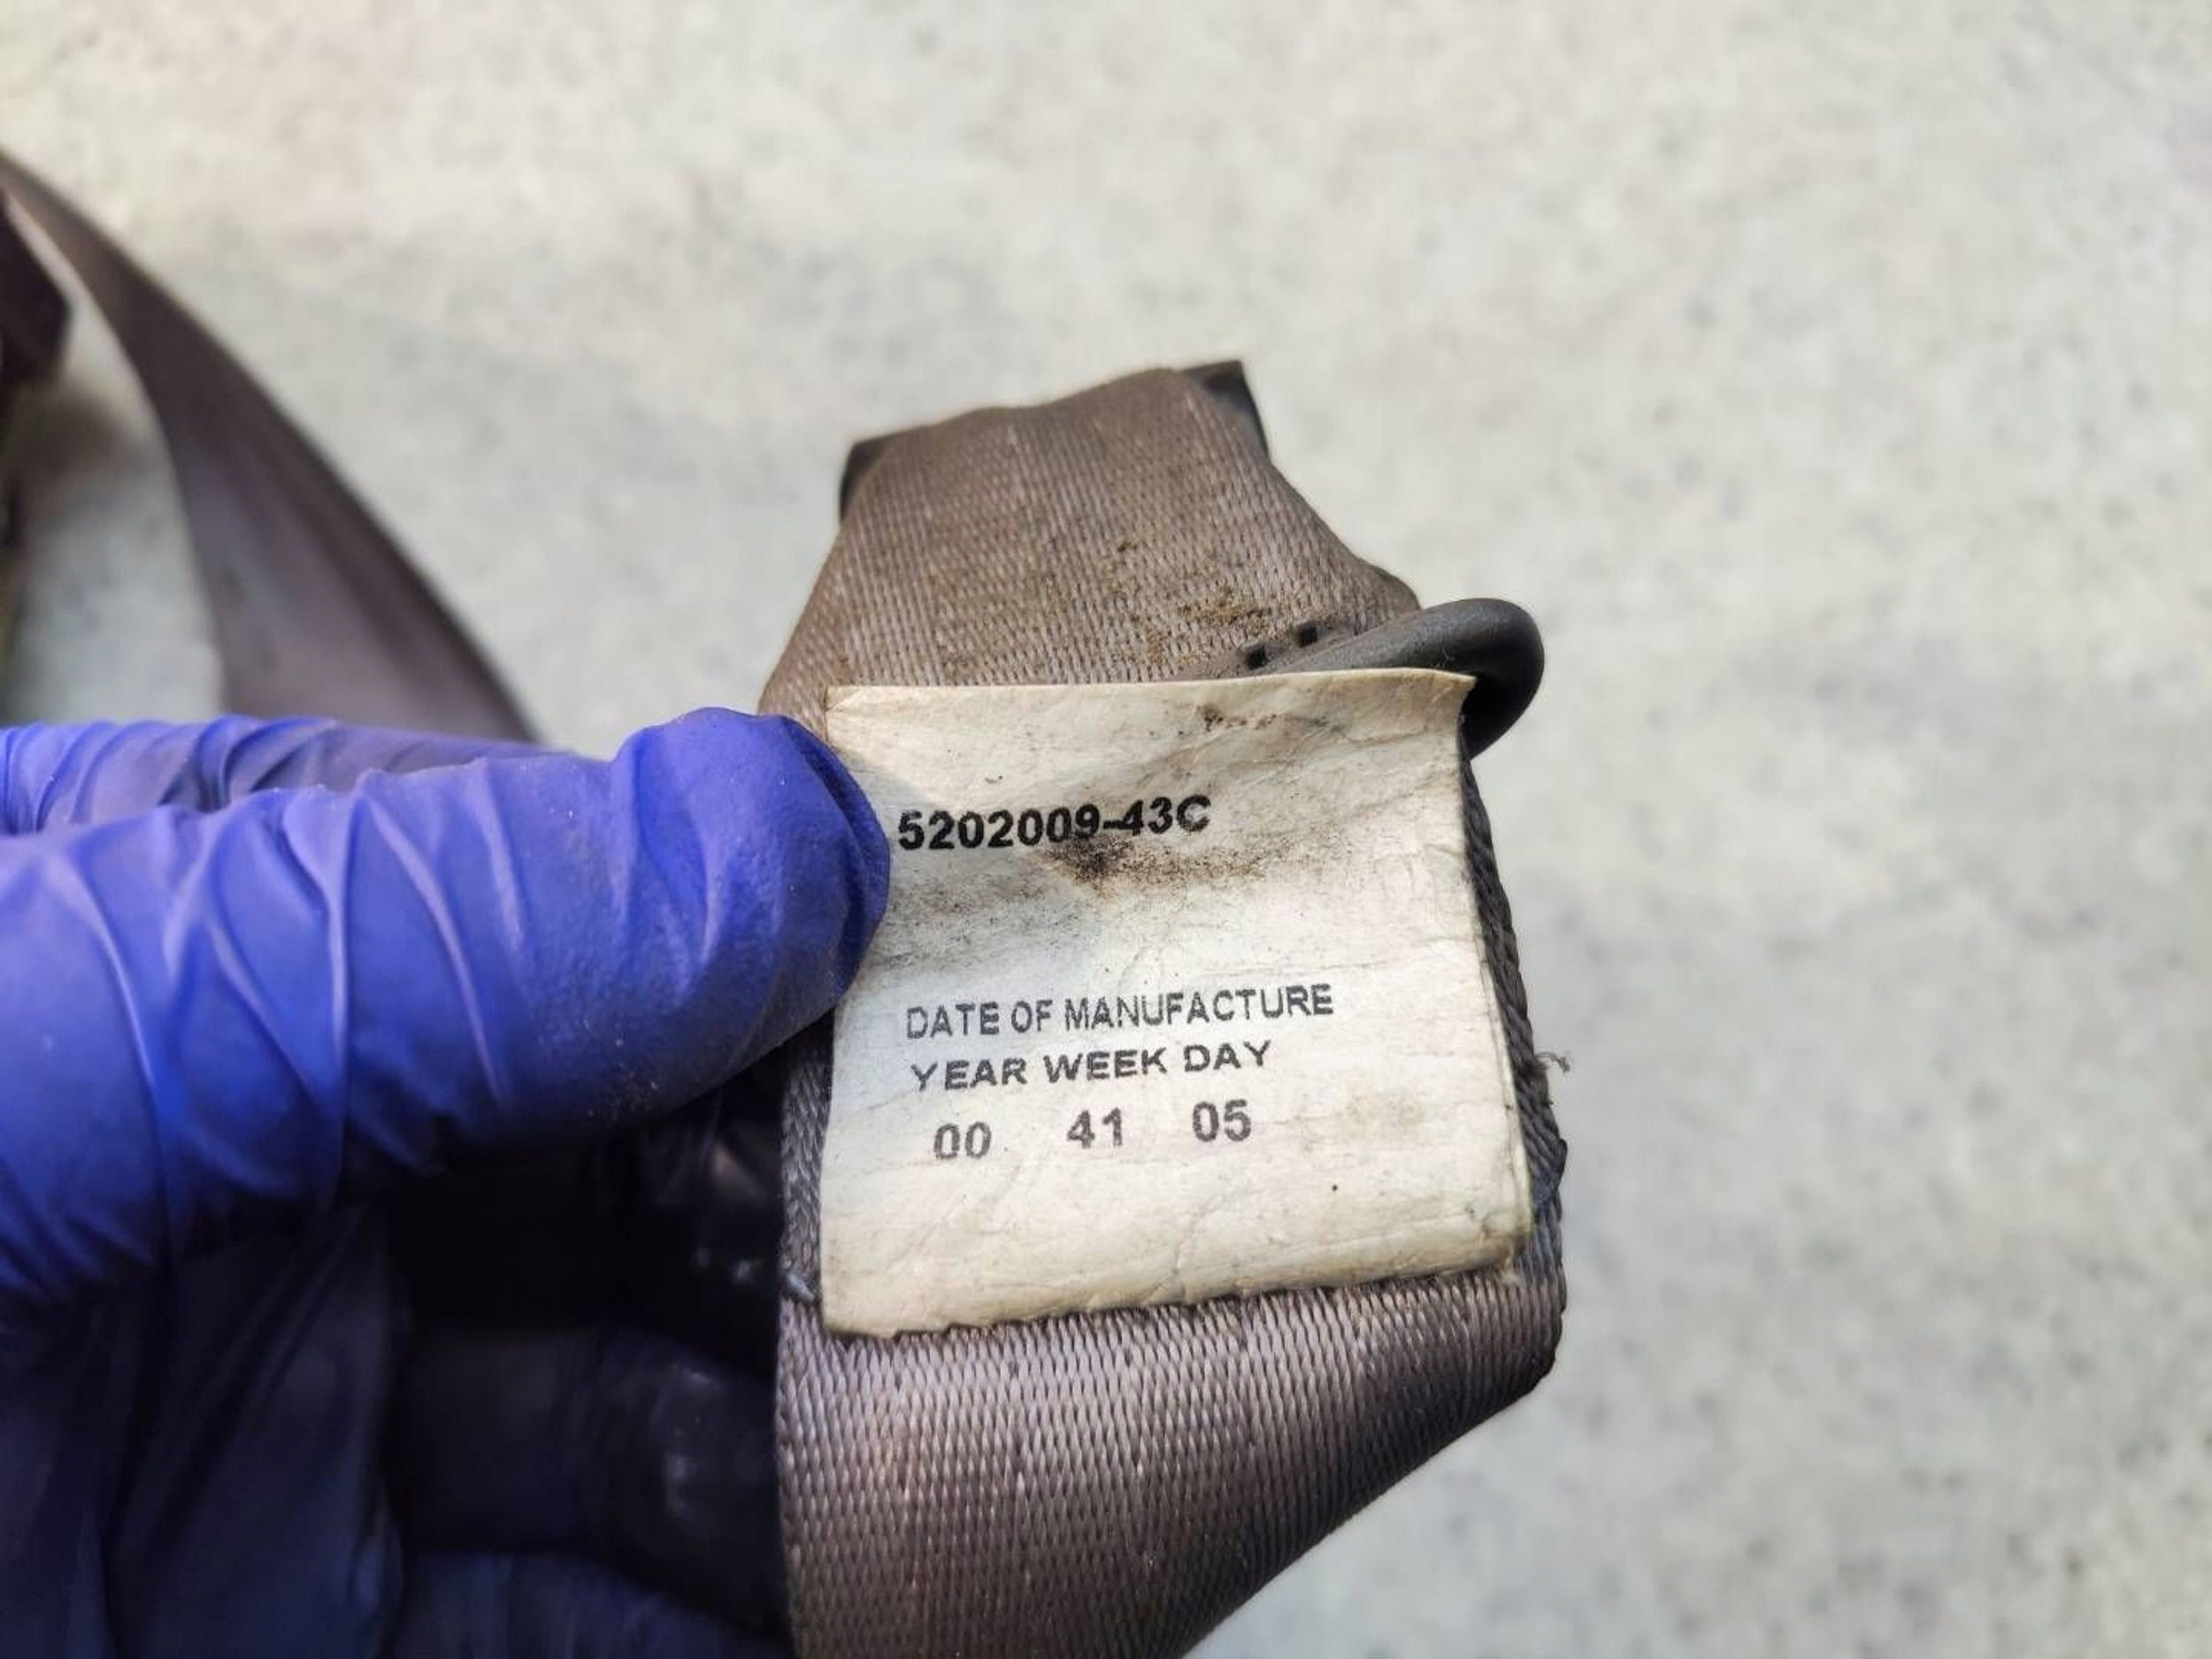 5202009-43C
DATE OF MANUFACTURE
YEAR WEEK DAY
00 41 05